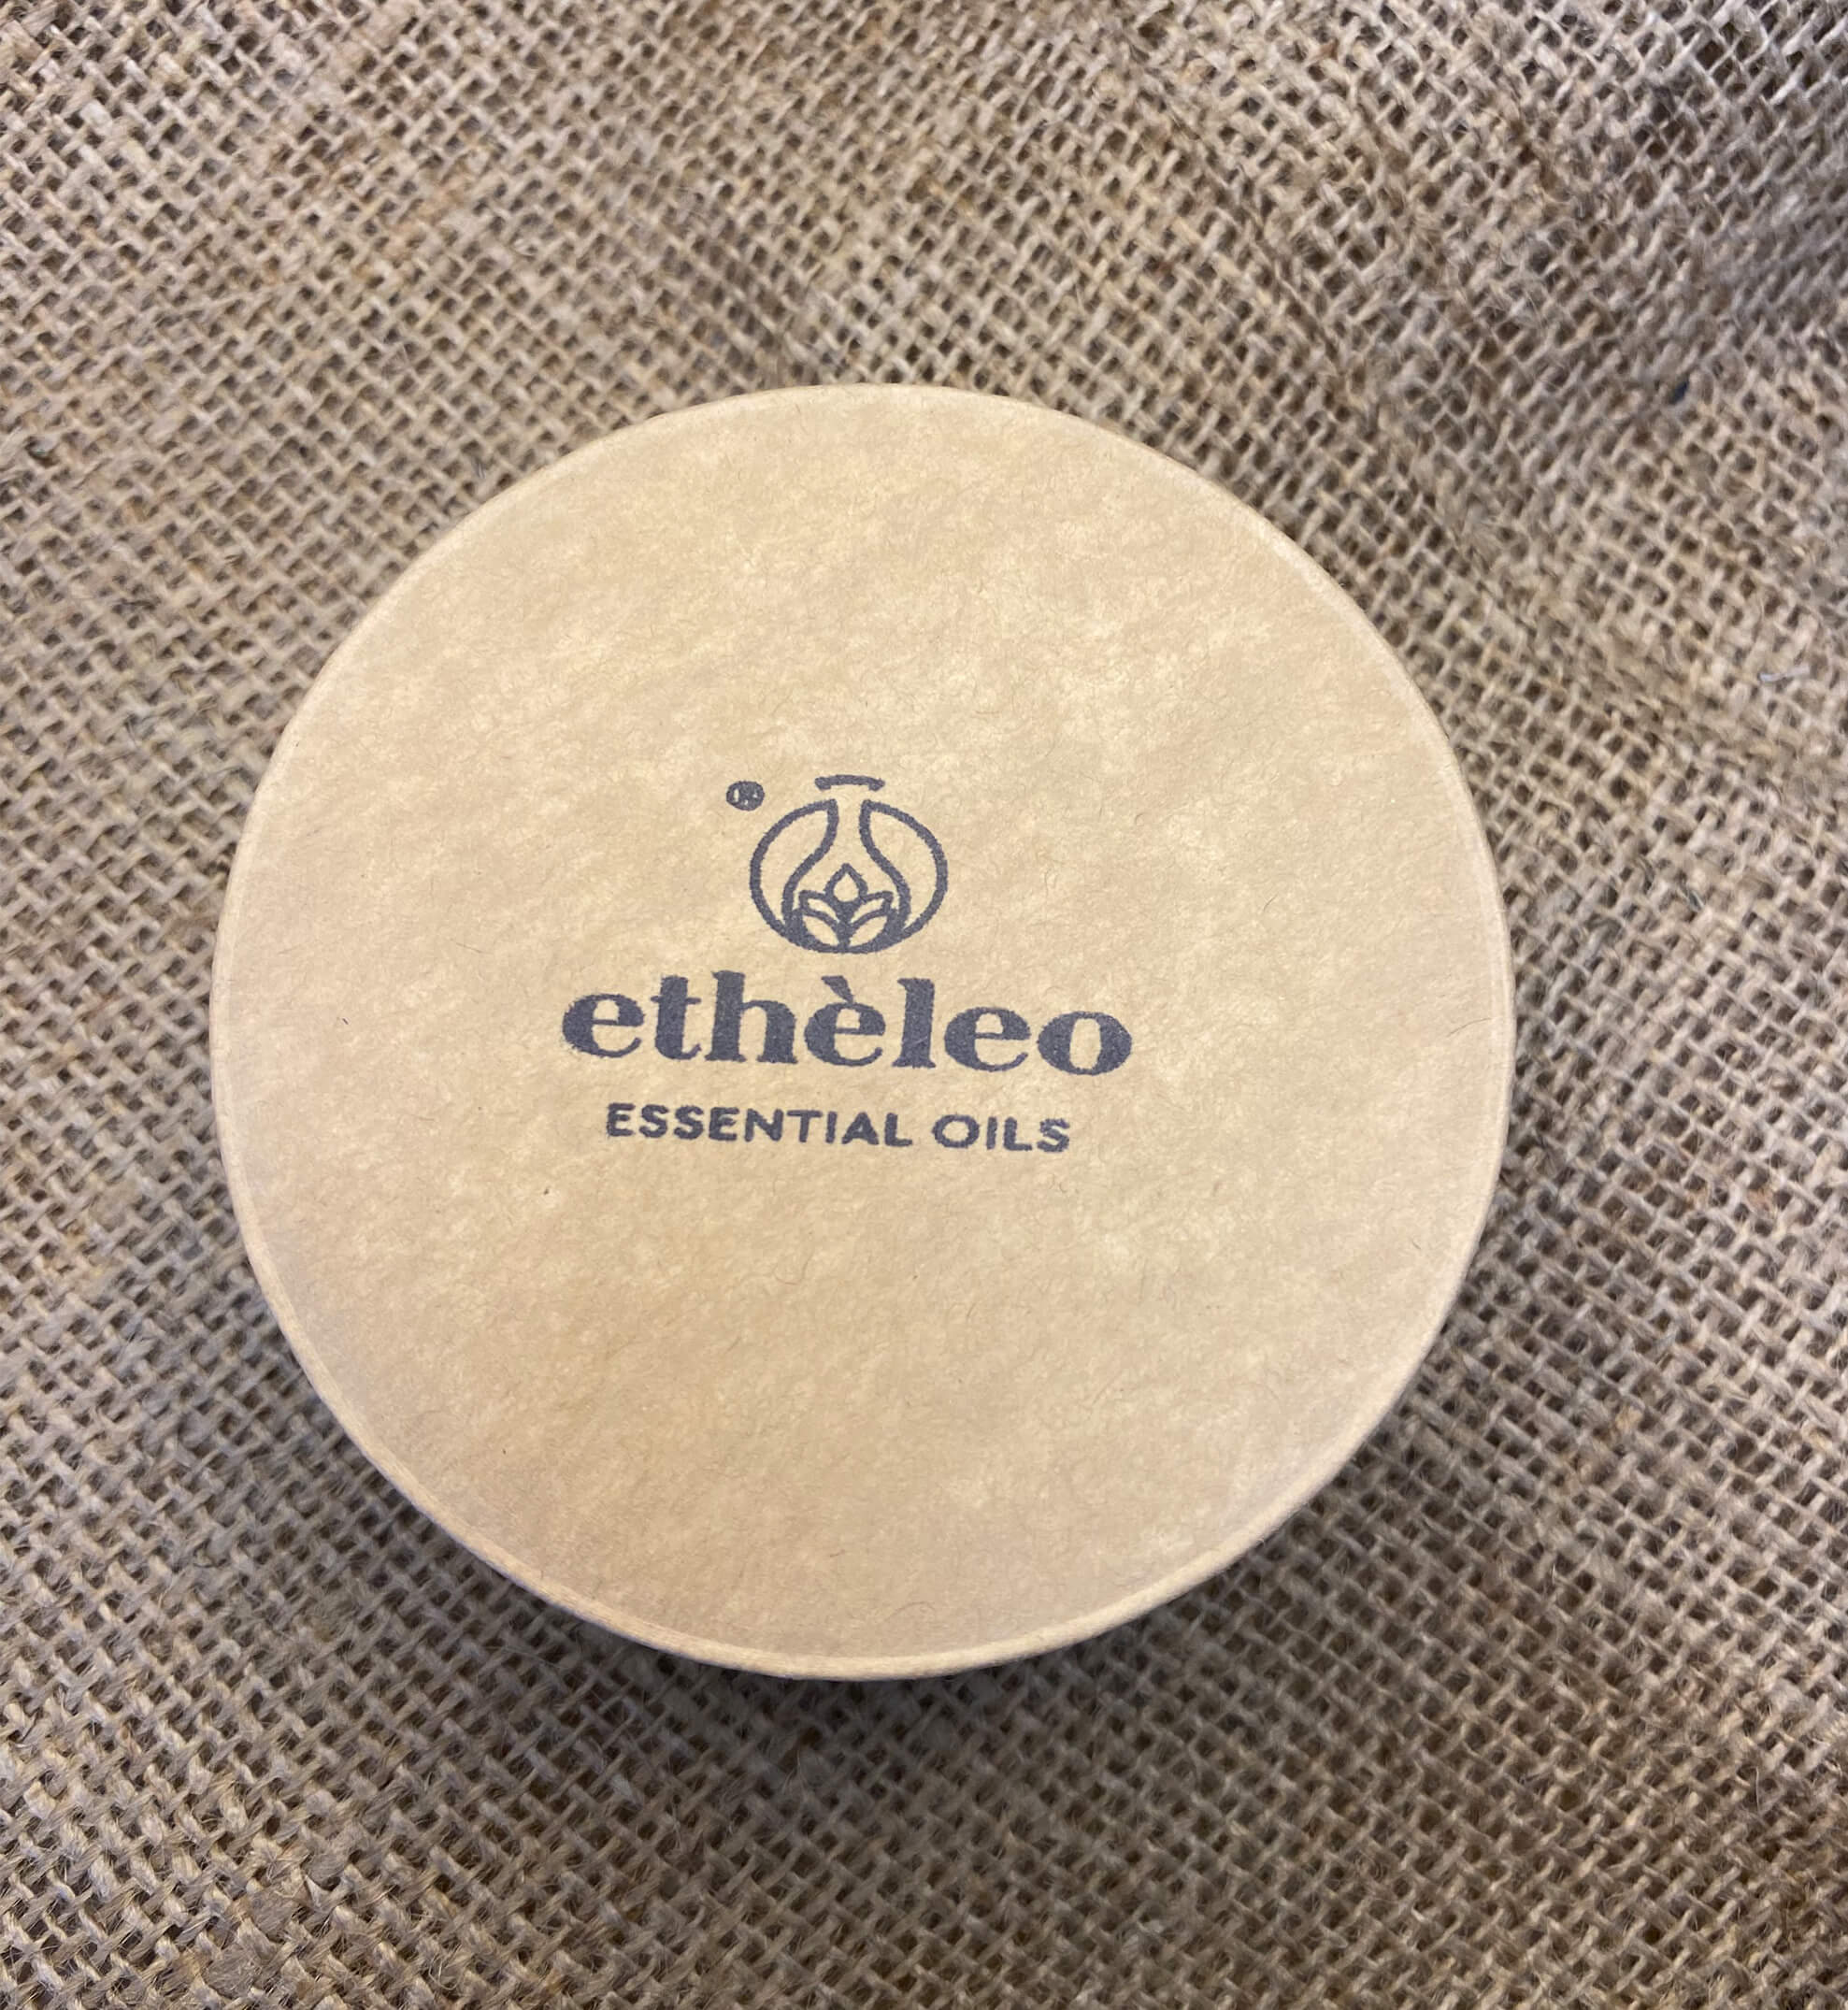 ®
ethèleo
ESSENTIAL OILS